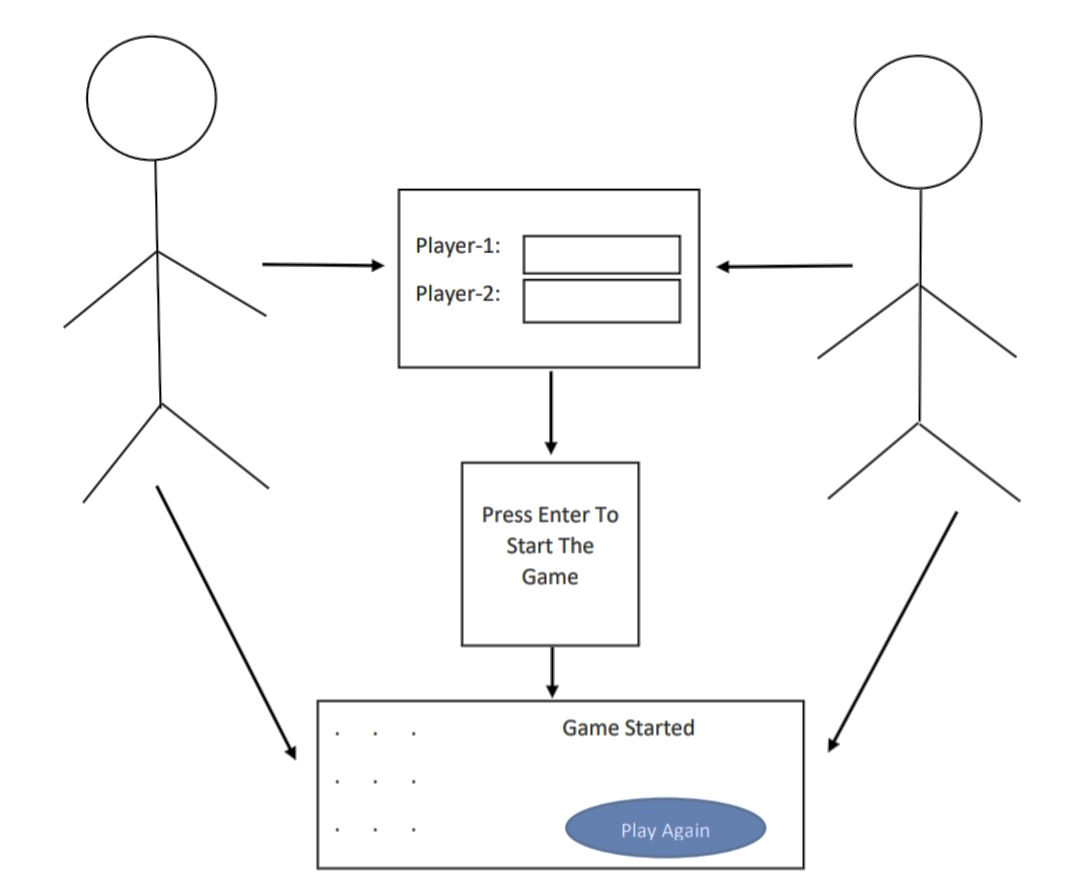 Player-1:
Player-2:
Press Enter To
Start The
Game
Game Started
Play Again